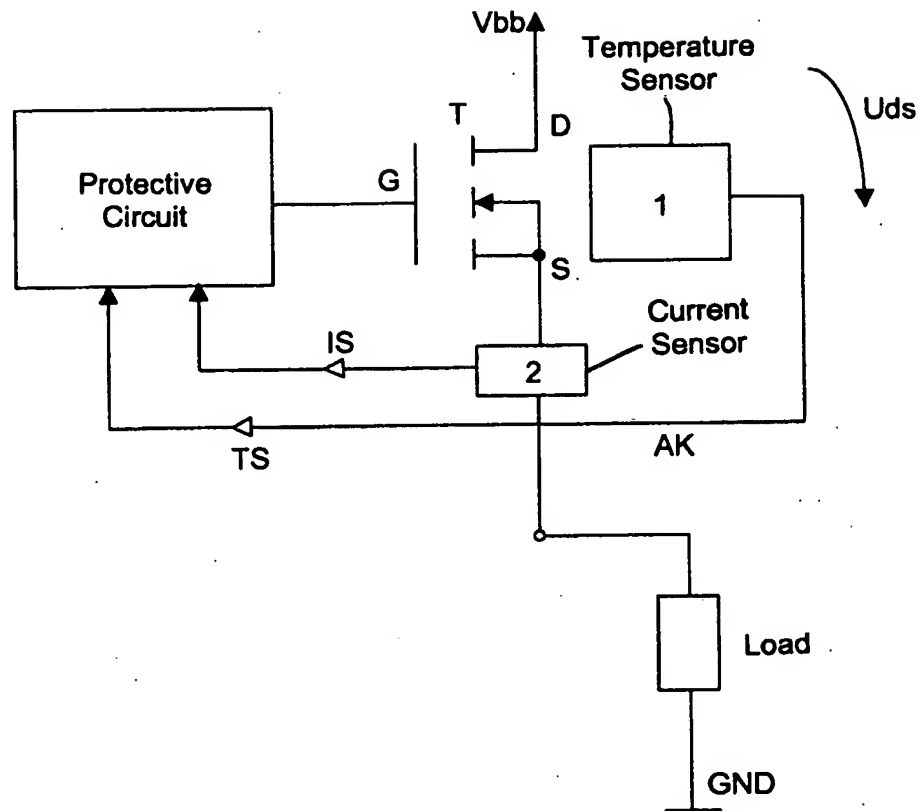 Vbb
Temperature
Sensor
Uds
T
D
Protective
Circuit
G
1
S
Current
Sensor
IS
2
TS
AK
Load
GND